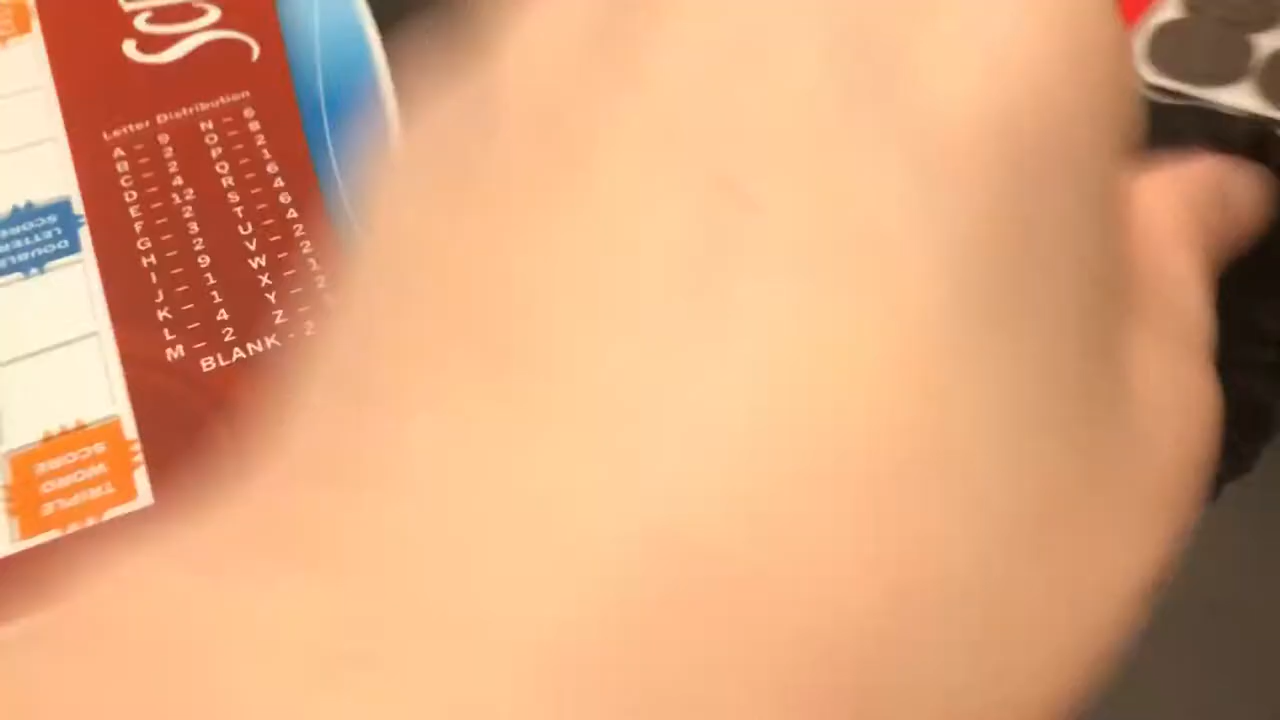 Sc
Letter Distribution
A – 9
B – 2
C – 2
D – 4
E – 12
F – 2
G – 3
H – 2
I – 9
J – 1
K – 1
L – 4
M – 2
N – 6
O – 8
P – 2
Q – 1
R – 6
S – 4
T – 6
U – 4
V – 2
W – 2
X – 1
Y – 2
Z –
BLANK - 2
DOUBLE
LETTER
SCORE
TRIPLE
WORD
SCORE